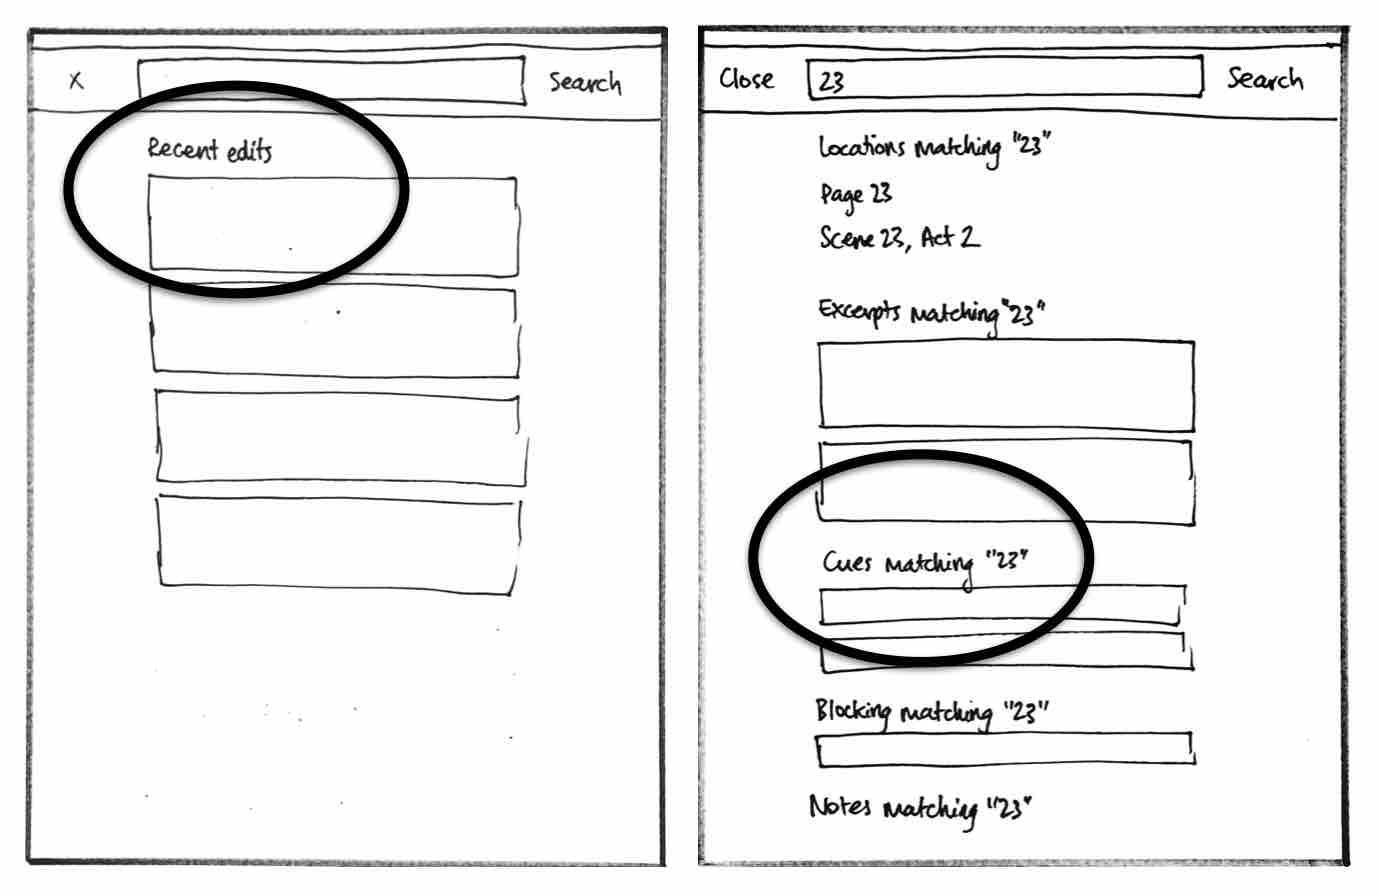 X Search
Recent edits
Close 23 Search
Locations matching "23"
Page 23
Scene 23, Act 2
Excerpts matching "23"
Cues matching "23"
Blocking matching "23"
Notes matching "23"